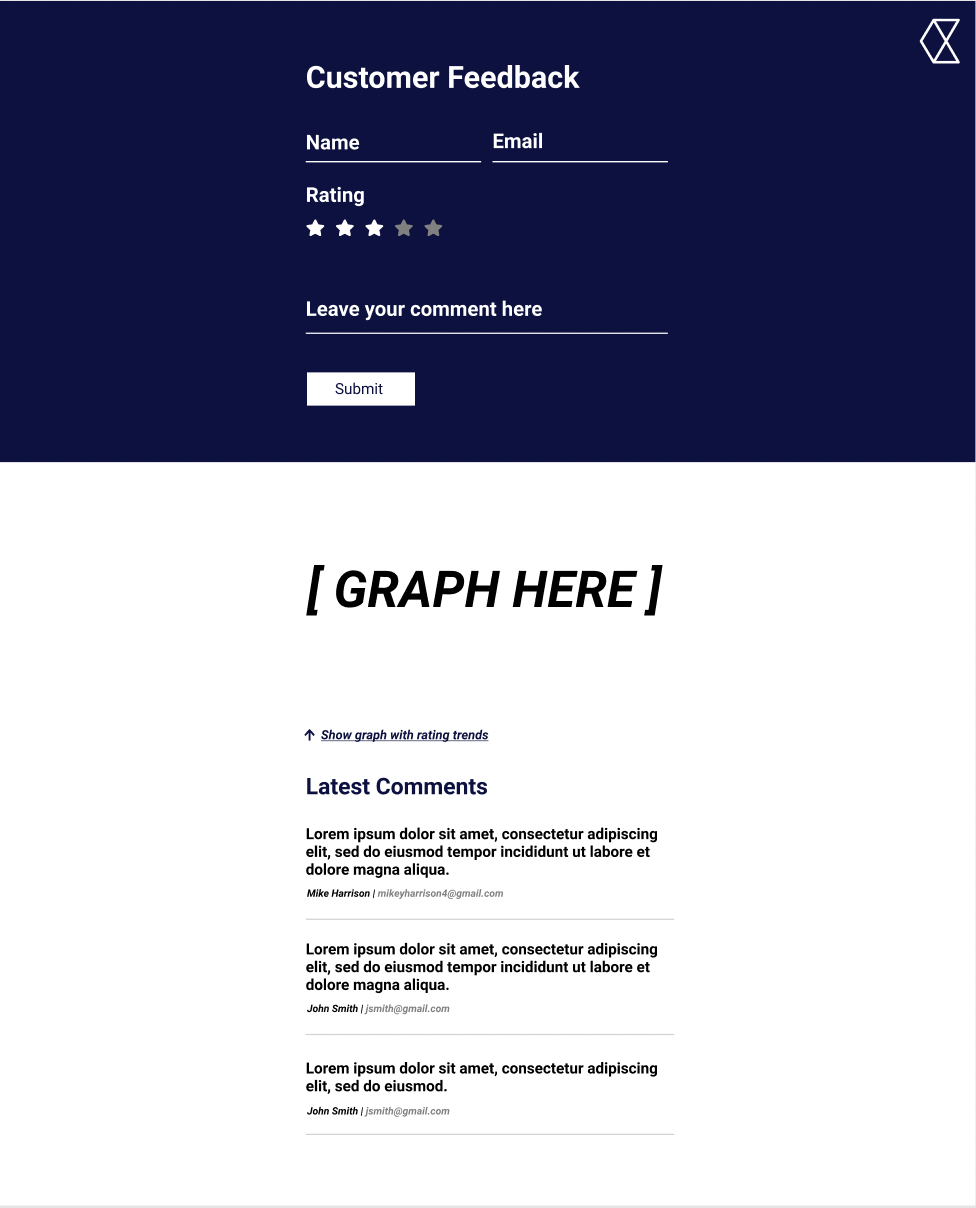 Customer Feedback
Name
Email
Rating
Leave your comment here
Submit
[ GRAPH HERE ]
Show graph with rating trends
Latest Comments
Lorem ipsum dolor sit amet, consectetur adipiscing
elit, sed do eiusmod tempor incididunt ut labore et
dolore magna aliqua.
Mike Harrison | mikeyharrison4@gmail.com
Lorem ipsum dolor sit amet, consectetur adipiscing
elit, sed do eiusmod tempor incididunt ut labore et
dolore magna aliqua.
John Smith | jsmith@gmail.com
Lorem ipsum dolor sit amet, consectetur adipiscing
elit, sed do eiusmod.
John Smith | jsmith@gmail.com